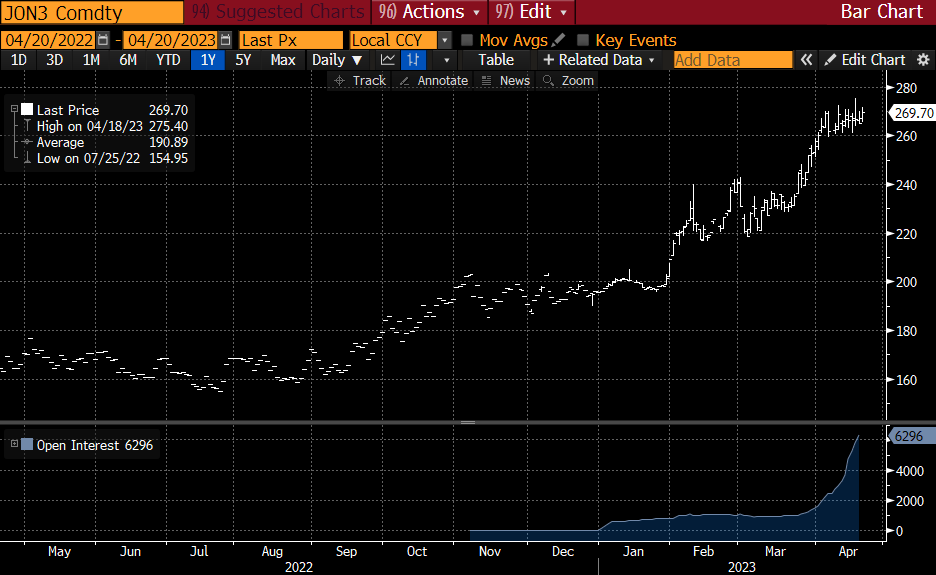 JON3 Comdty 94) Suggested Charts 96) Actions 97) Edit Bar Chart
04/20/2022 - 04/20/2023 Last Px Local CCY Mov Avgs Key Events
1D 3D 1M 6M YTD 1Y 5Y Max Daily ▼ Table + Related Data Add Data « Edit Chart
Track Annotate News Zoom
Last Price 269.70
High on 04/18/23 275.40
Average 190.89
Low on 07/25/22 154.95
280
269.70
260
240
220
200
180
160
Open Interest 6296
6296
4000
2000
0
May Jun Jul Aug Sep Oct Nov Dec Jan Feb Mar Apr
2022 2023